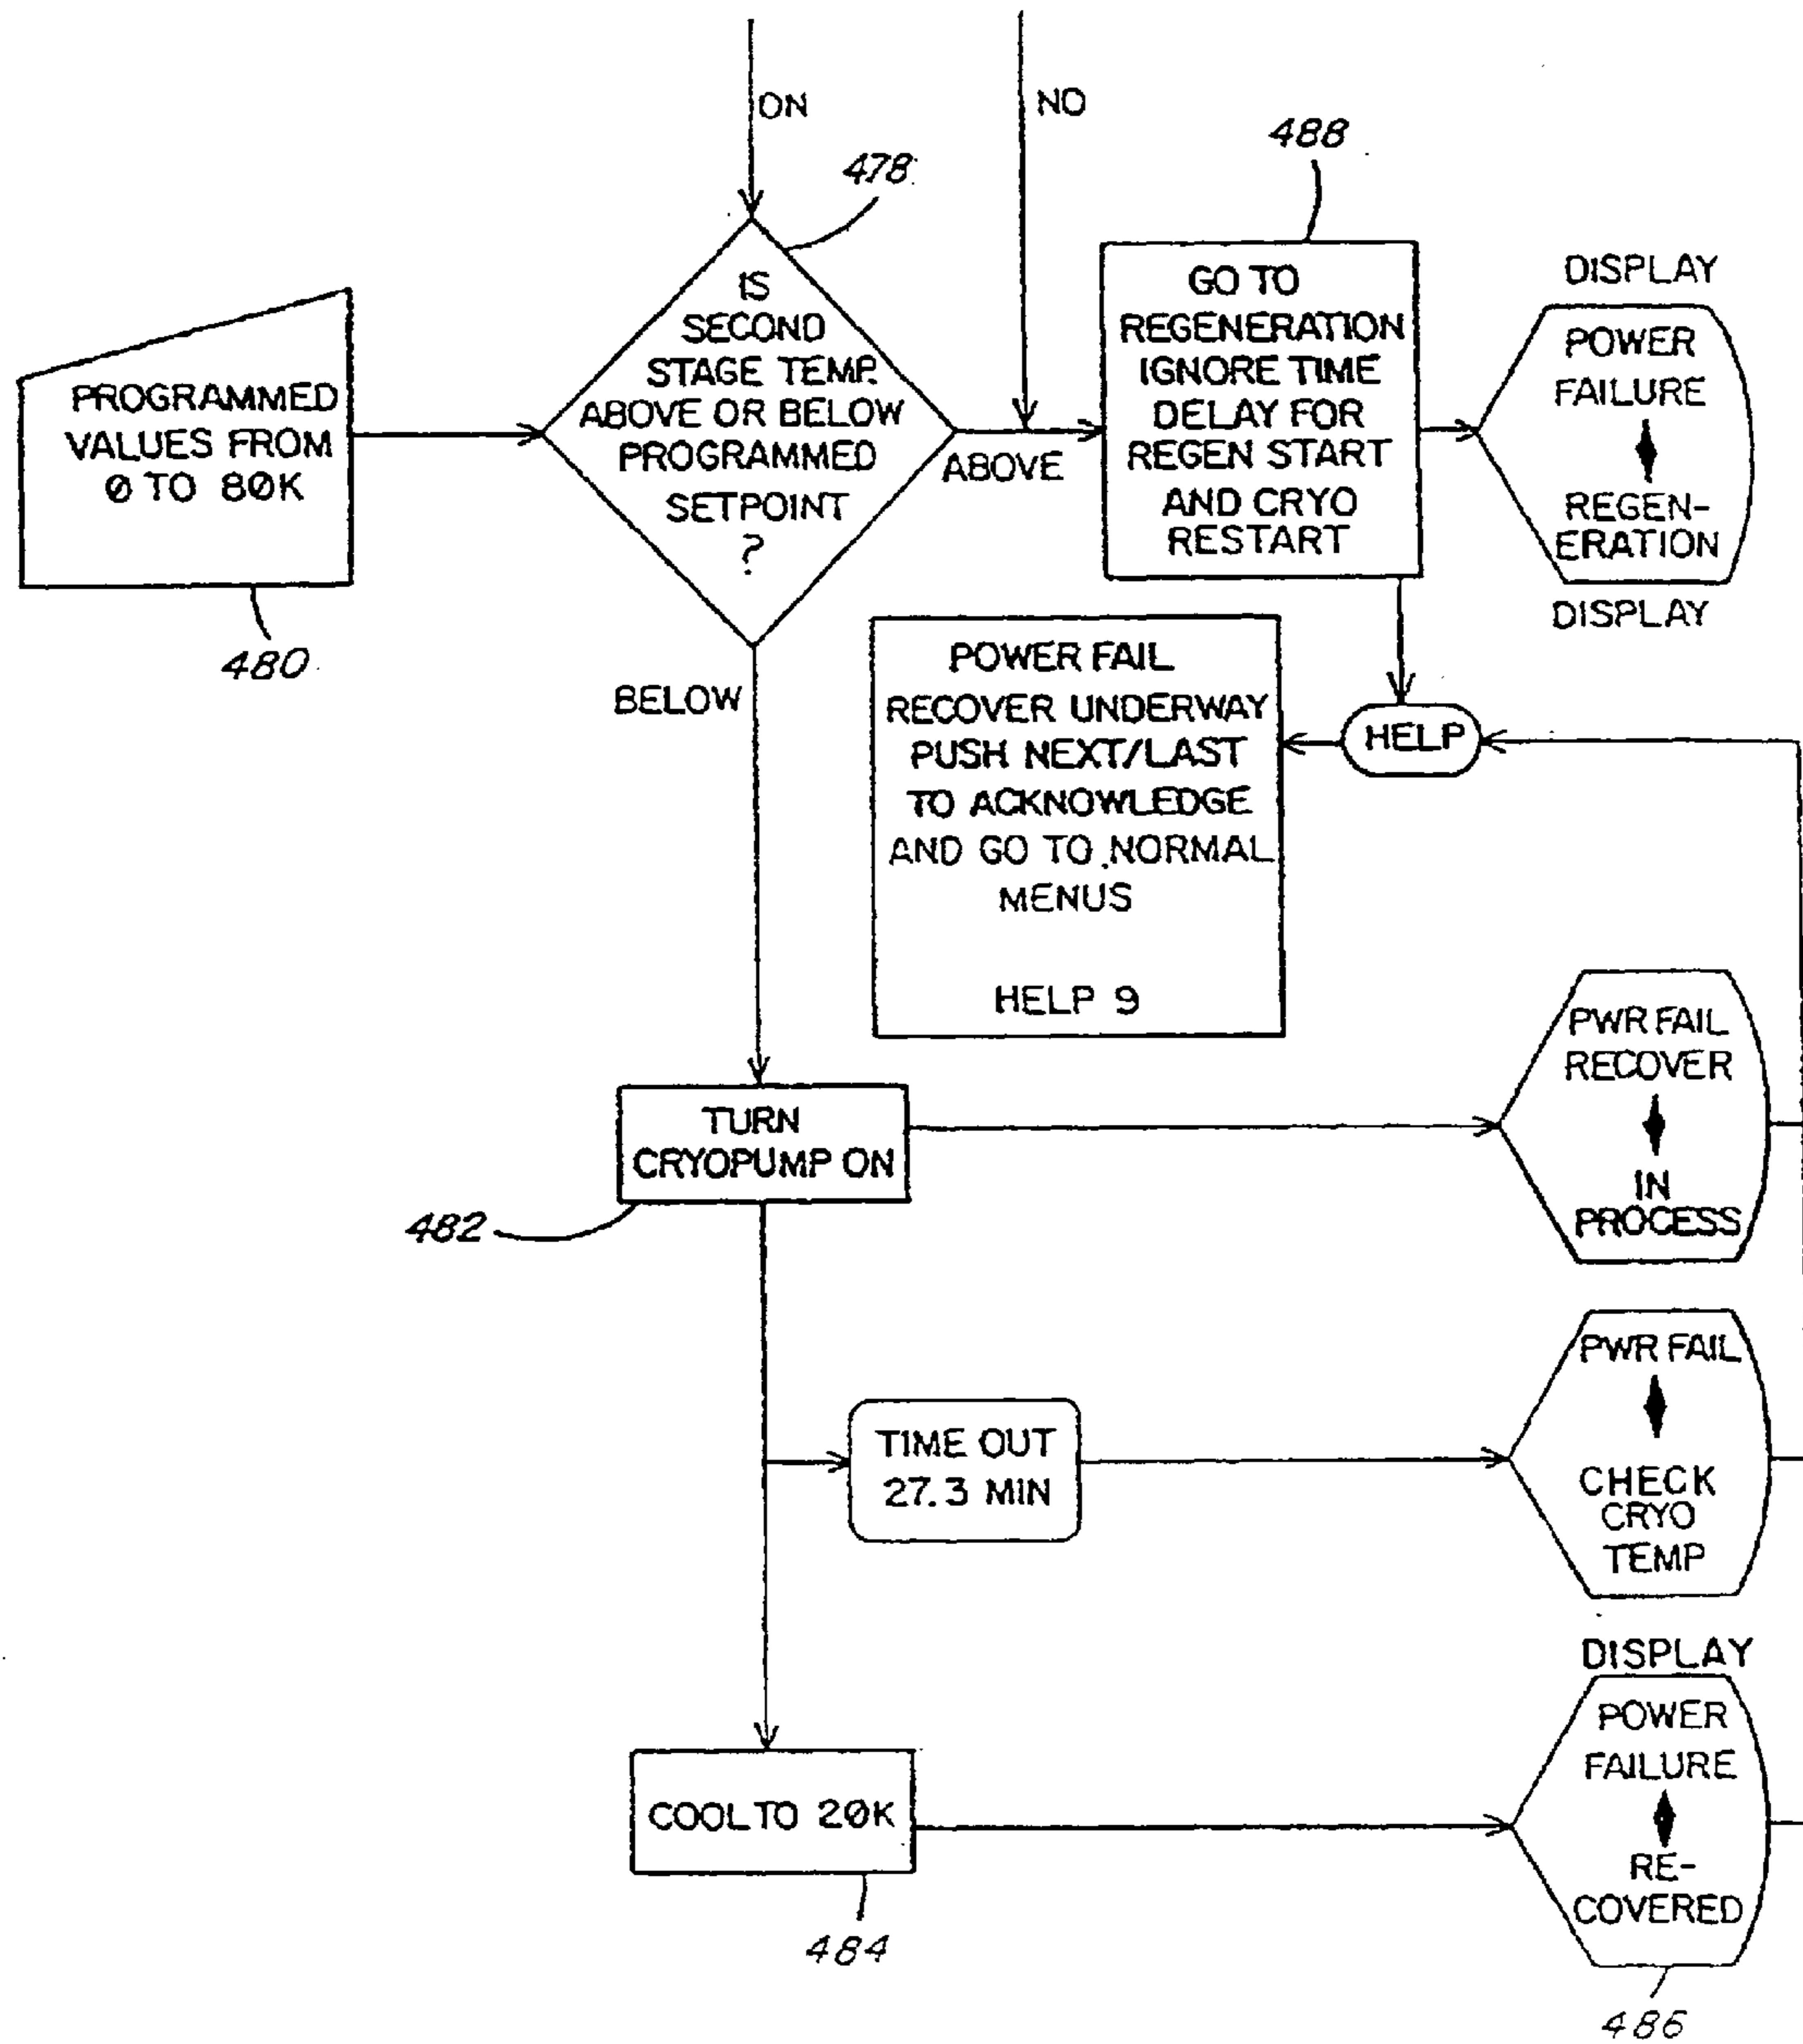 ON
NO
488
478
IS
SECOND
STAGE TEMP.
ABOVE OR BELOW
PROGRAMMED
SETPOINT
?
PROGRAMMED
VALUES FROM
0 TO 80K
480
ABOVE
GO TO
REGENERATION
IGNORE TIME
DELAY FOR
REGEN START
AND CRYO
RESTART
DISPLAY
POWER
FAILURE
REGEN-
ERATION
DISPLAY
BELOW
POWER FAIL
RECOVER UNDERWAY
PUSH NEXT/LAST
TO ACKNOWLEDGE
AND GO TO NORMAL
MENUS
HELP 9
HELP
TURN
CRYOPUMP ON
482
PWR FAIL
RECOVER
IN
PROCESS
TIME OUT
27.3 MIN
PWR FAIL
CHECK
CRYO
TEMP
COOL TO 20K
484
DISPLAY
POWER
FAILURE
RE-
COVERED
486